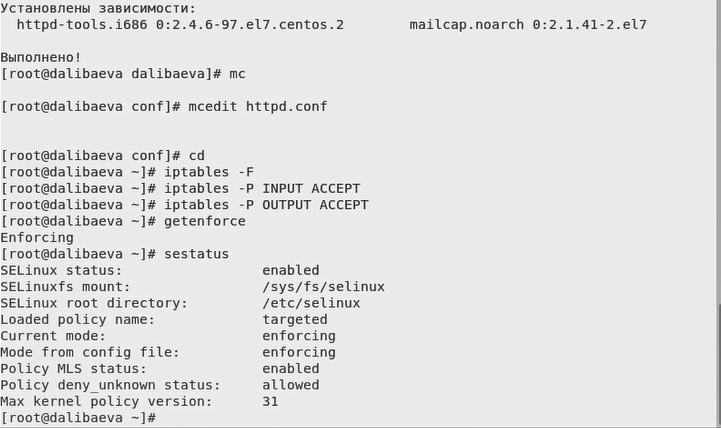 Установлены зависимости:
  httpd-tools.i686 0:2.4.6-97.el7.centos.2        mailcap.noarch 0:2.1.41-2.el7
Выполнено!
[root@dalibaeva dalibaeva]# mc
[root@dalibaeva conf]# mcedit httpd.conf
[root@dalibaeva conf]# cd
[root@dalibaeva ~]# iptables -F
[root@dalibaeva ~]# iptables -P INPUT ACCEPT
[root@dalibaeva ~]# iptables -P OUTPUT ACCEPT
[root@dalibaeva ~]# getenforce
Enforcing
[root@dalibaeva ~]# sestatus
SELinux status:                 enabled
SELinuxfs mount:                /sys/fs/selinux
SELinux root directory:         /etc/selinux
Loaded policy name:             targeted
Current mode:                   enforcing
Mode from config file:          enforcing
Policy MLS status:              enabled
Policy deny_unknown status:     allowed
Max kernel policy version:      31
[root@dalibaeva ~]#